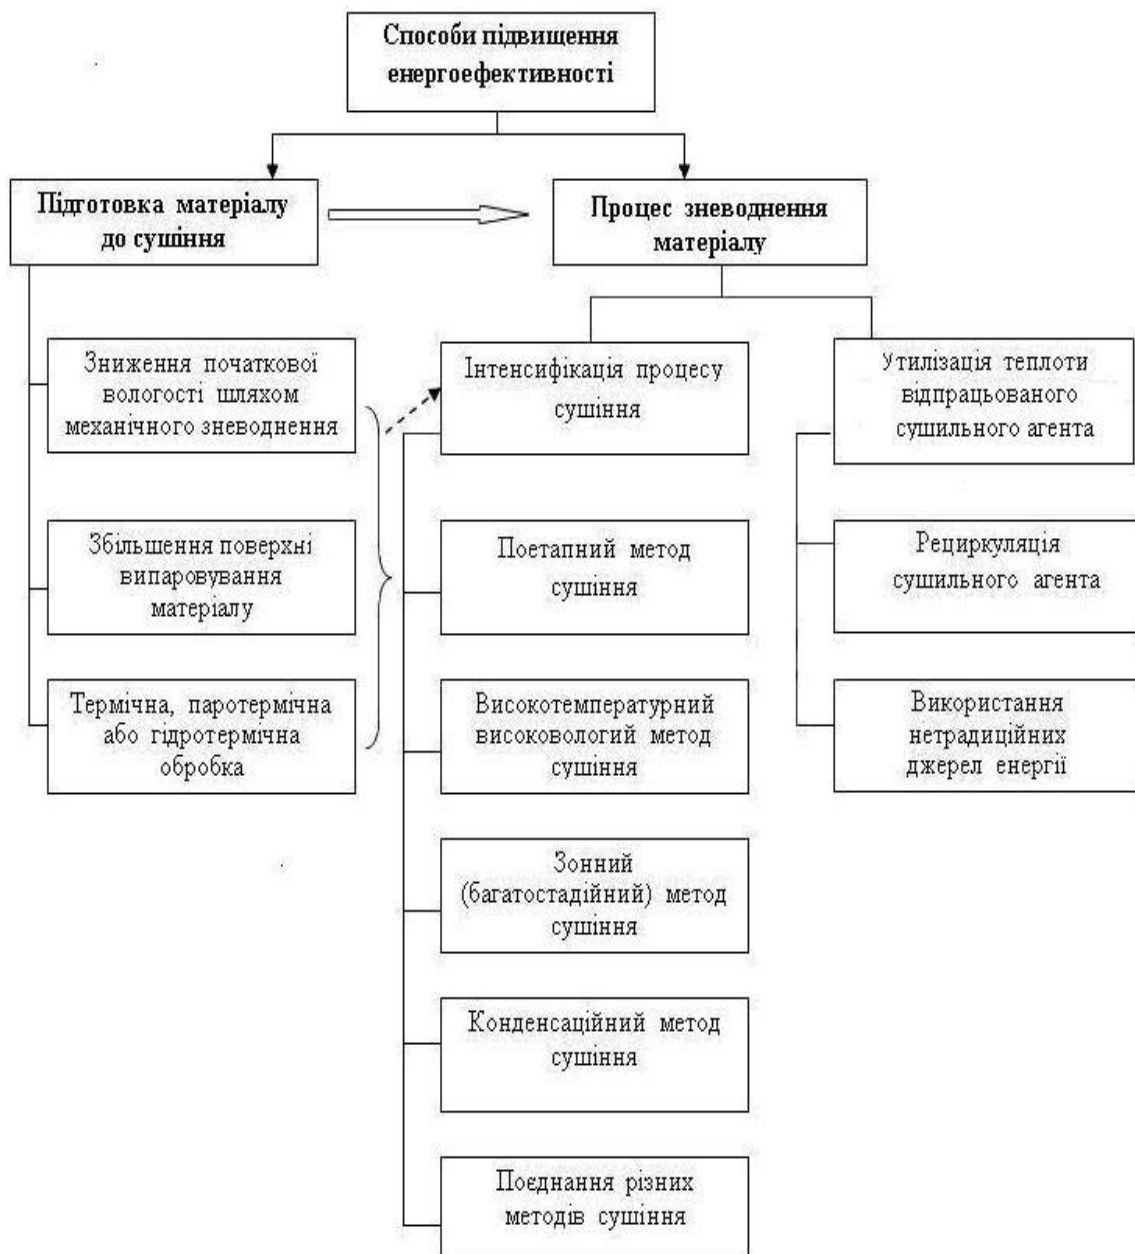 Способи підвищення
енергоефективності
Підготовка матеріалу
до сушіння
Процес зневоднення
матеріалу
Зниження початкової
вологості шляхом
механічного зневоднення
Збільшення поверхні
випаровування
матеріалу
Термічна, паротермічна
або гідротермічна
обробка
Інтенсифікація процесу
сушіння
Поетапний метод
сушіння
Високотемпературний
високовологий метод
сушіння
Зонний
(багатостадійний) метод
сушіння
Конденсаційний метод
сушіння
Поєднання різних
методів сушіння
Утилізація теплоти
відпрацьованого
сушильного агента
Рециркуляція
сушильного агента
Використання
нетрадиційних
джерел енергії